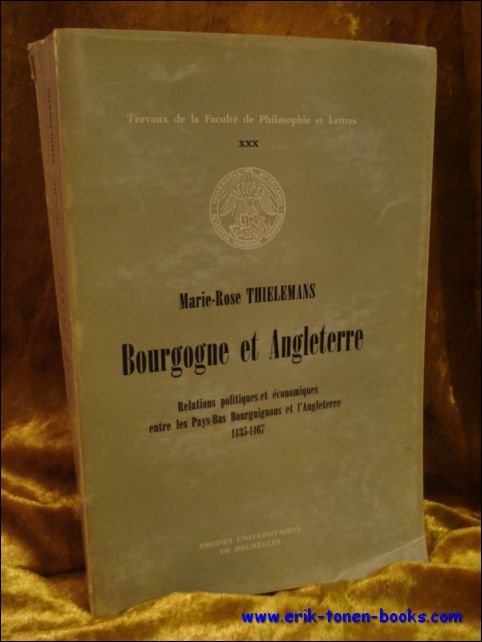 Travaux de la Faculté de Philosophie et Lettres
XXX
Marie-Rose THIELEMANS
Bourgogne et Angleterre
Relations politiques et économiques
entre les Pays-Bas Bourguignons et l'Angleterre
1435-1467
PRESSES UNIVERSITAIRES
DE BRUXELLES
www.erik-tonen-books.com